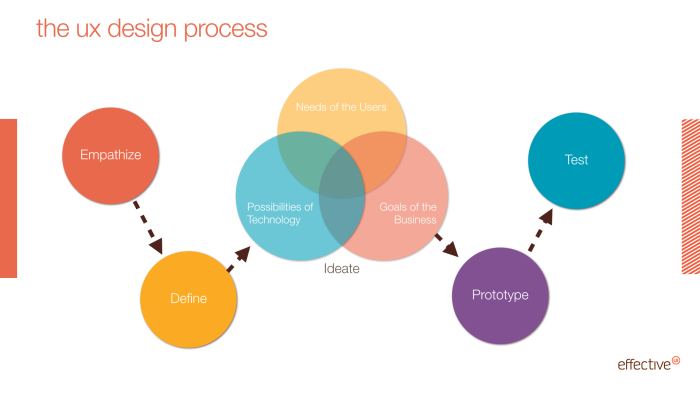 the ux design process
Needs of the Users
Empathize
Test
Possibilities of
Technology
Goals of the
Business
Ideate
Define
Prototype
effective UI